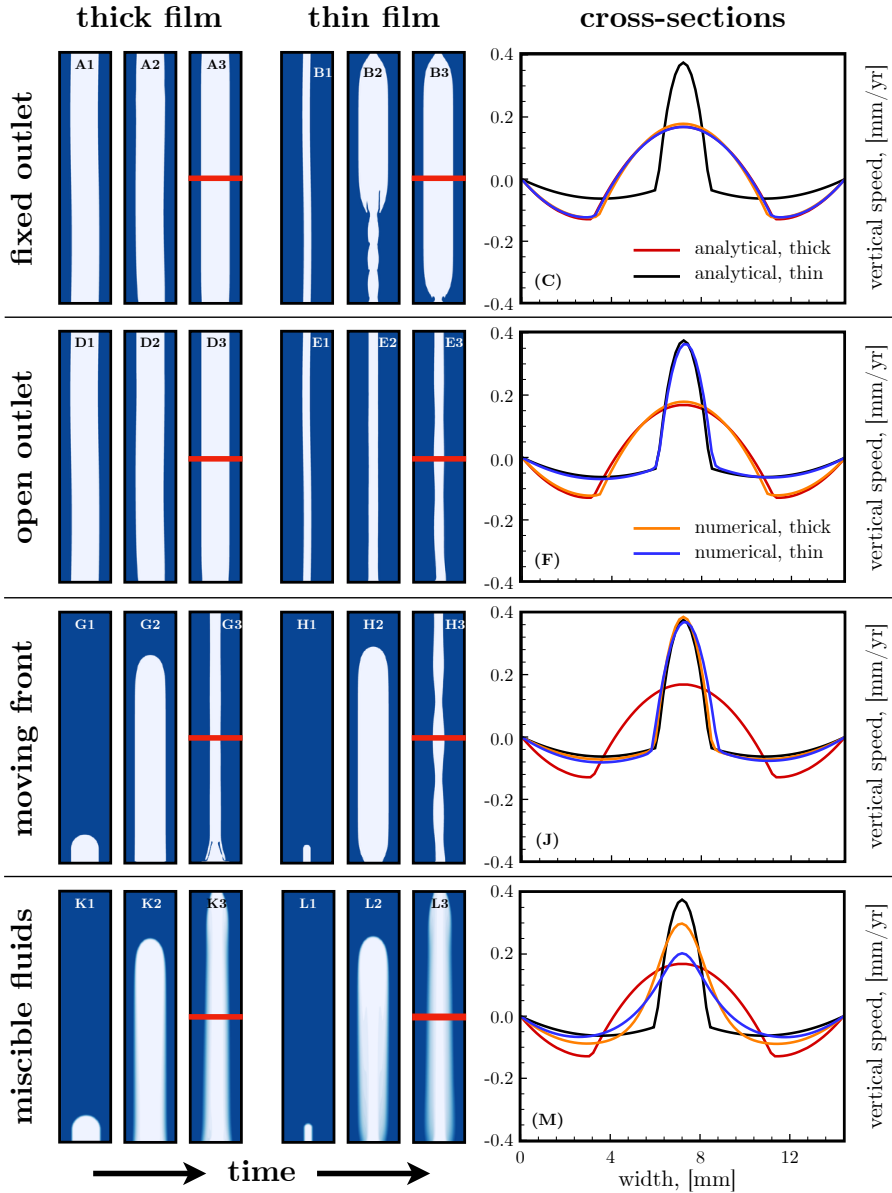 thick film thin film cross-sections
fixed outlet
A1 A2 A3 B1 B2 B3
0.4
0.2
0.0
-0.2
-0.4
analytical, thick
analytical, thin
(C)
vertical speed, [mm/yr]
open outlet
D1 D2 D3 E1 E2 E3
0.4
0.2
0.0
-0.2
-0.4
numerical, thick
numerical, thin
(F)
vertical speed, [mm/yr]
moving front
G1 G2 G3 H1 H2 H3
0.4
0.2
0.0
-0.2
-0.4
(J)
vertical speed, [mm/yr]
miscible fluids
K1 K2 K3 L1 L2 L3
0.4
0.2
0.0
-0.2
-0.4
(M)
vertical speed, [mm/yr]
0 4 8 12
time
width, [mm]